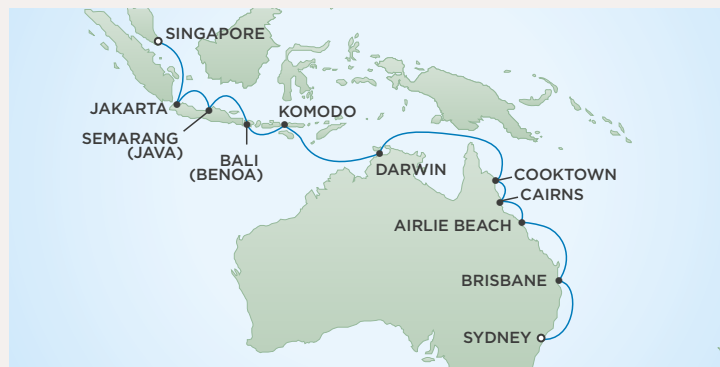 SINGAPORE
JAKARTA
KOMODO
SEMARANG
(JAVA)
BALI
(BENOA)
DARWIN
COOKTOWN
CAIRNS
AIRLIE BEACH
BRISBANE
SYDNEY